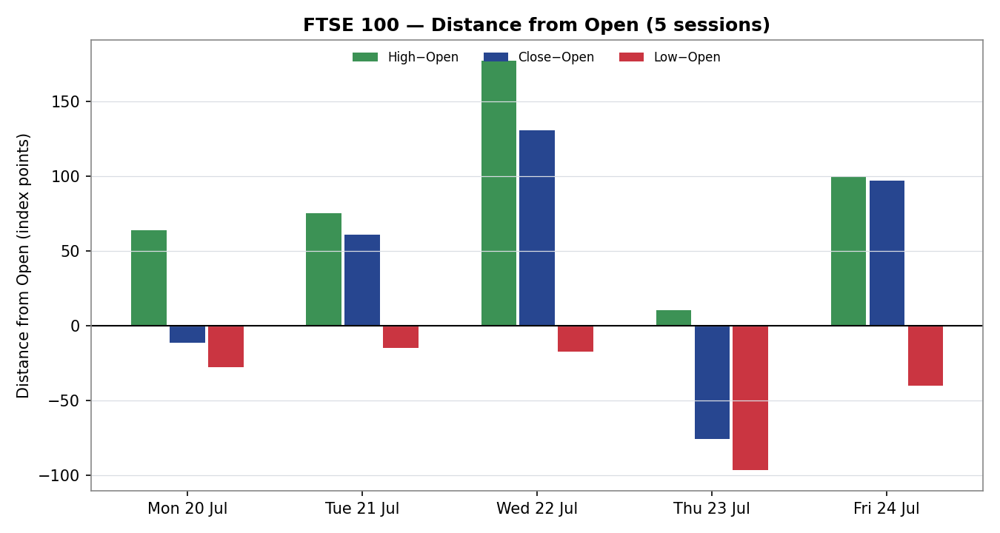 FTSE 100 — Distance from Open (5 sessions)
High−Open Close−Open Low−Open
Distance from Open (index points)
150
100
50
0
−50
−100
Mon 20 Jul Tue 21 Jul Wed 22 Jul Thu 23 Jul Fri 24 Jul